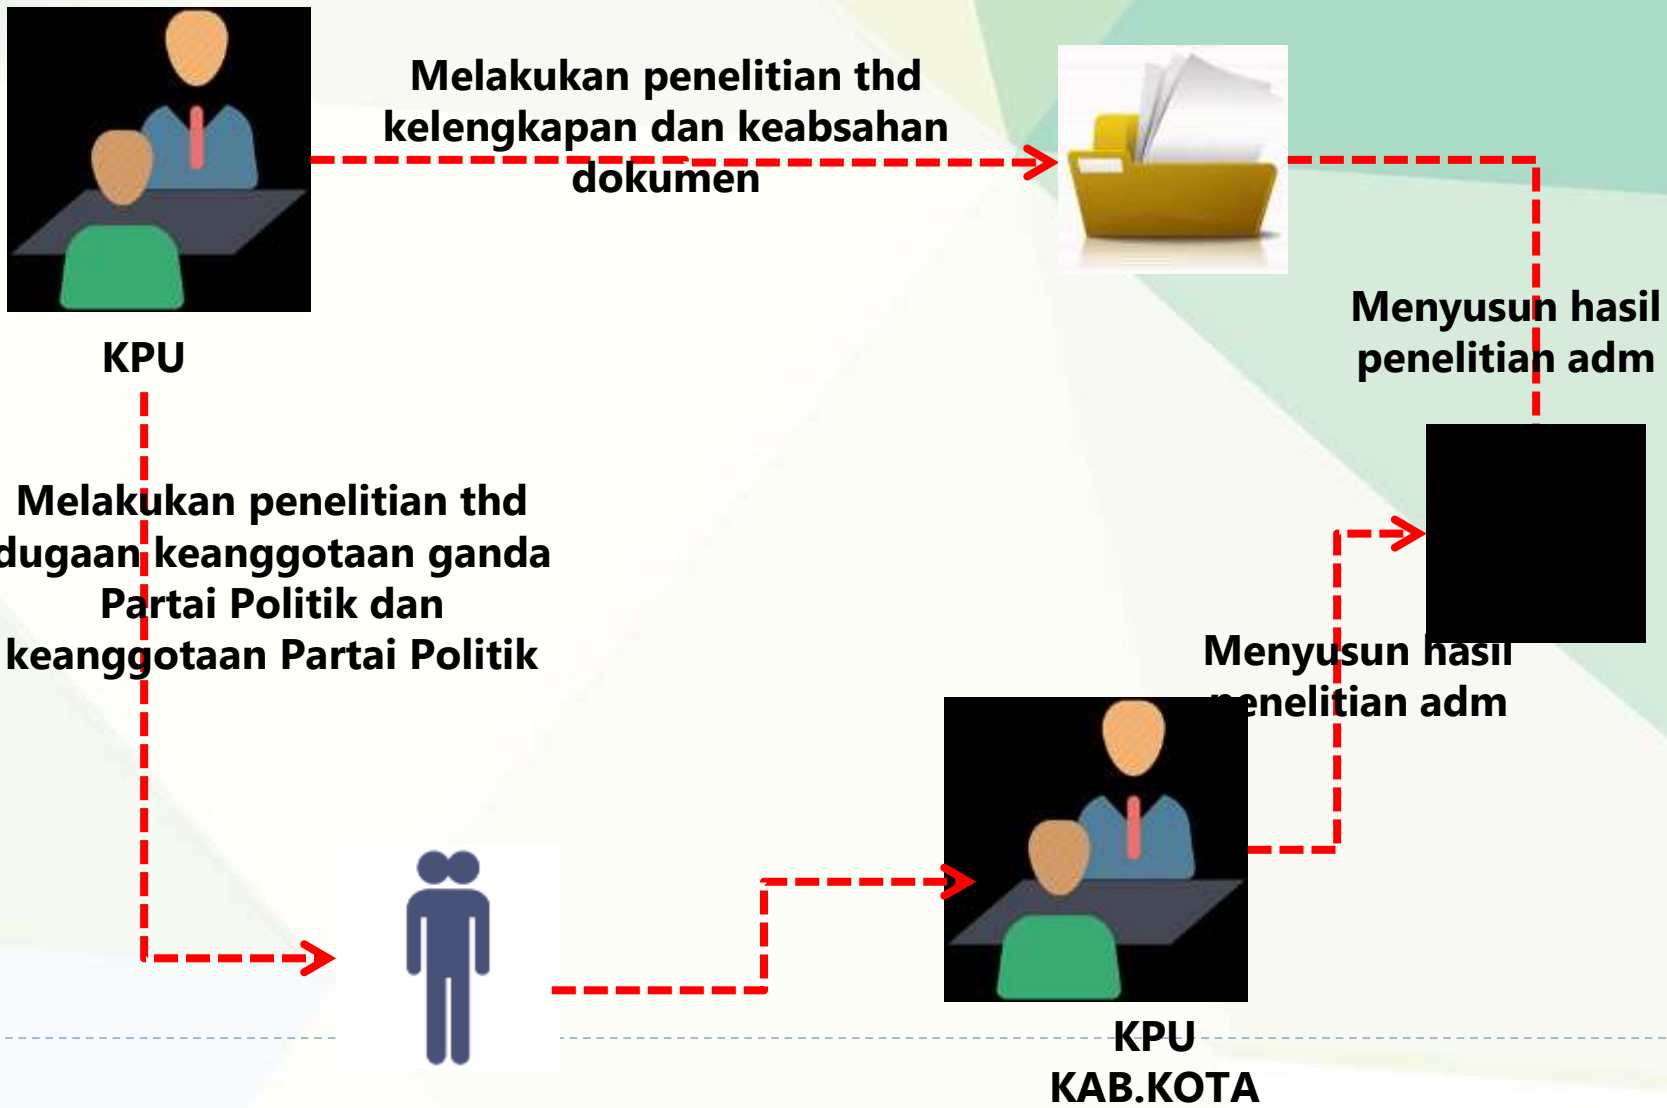 Melakukan penelitian thd
kelengkapan dan keabsahan
dokumen
KPU
Menyusun hasil
penelitian adm
Melakukan penelitian thd
dugaan keanggotaan ganda
Partai Politik dan
keanggotaan Partai Politik
Menyusun hasil
penelitian adm
KPU
KAB.KOTA